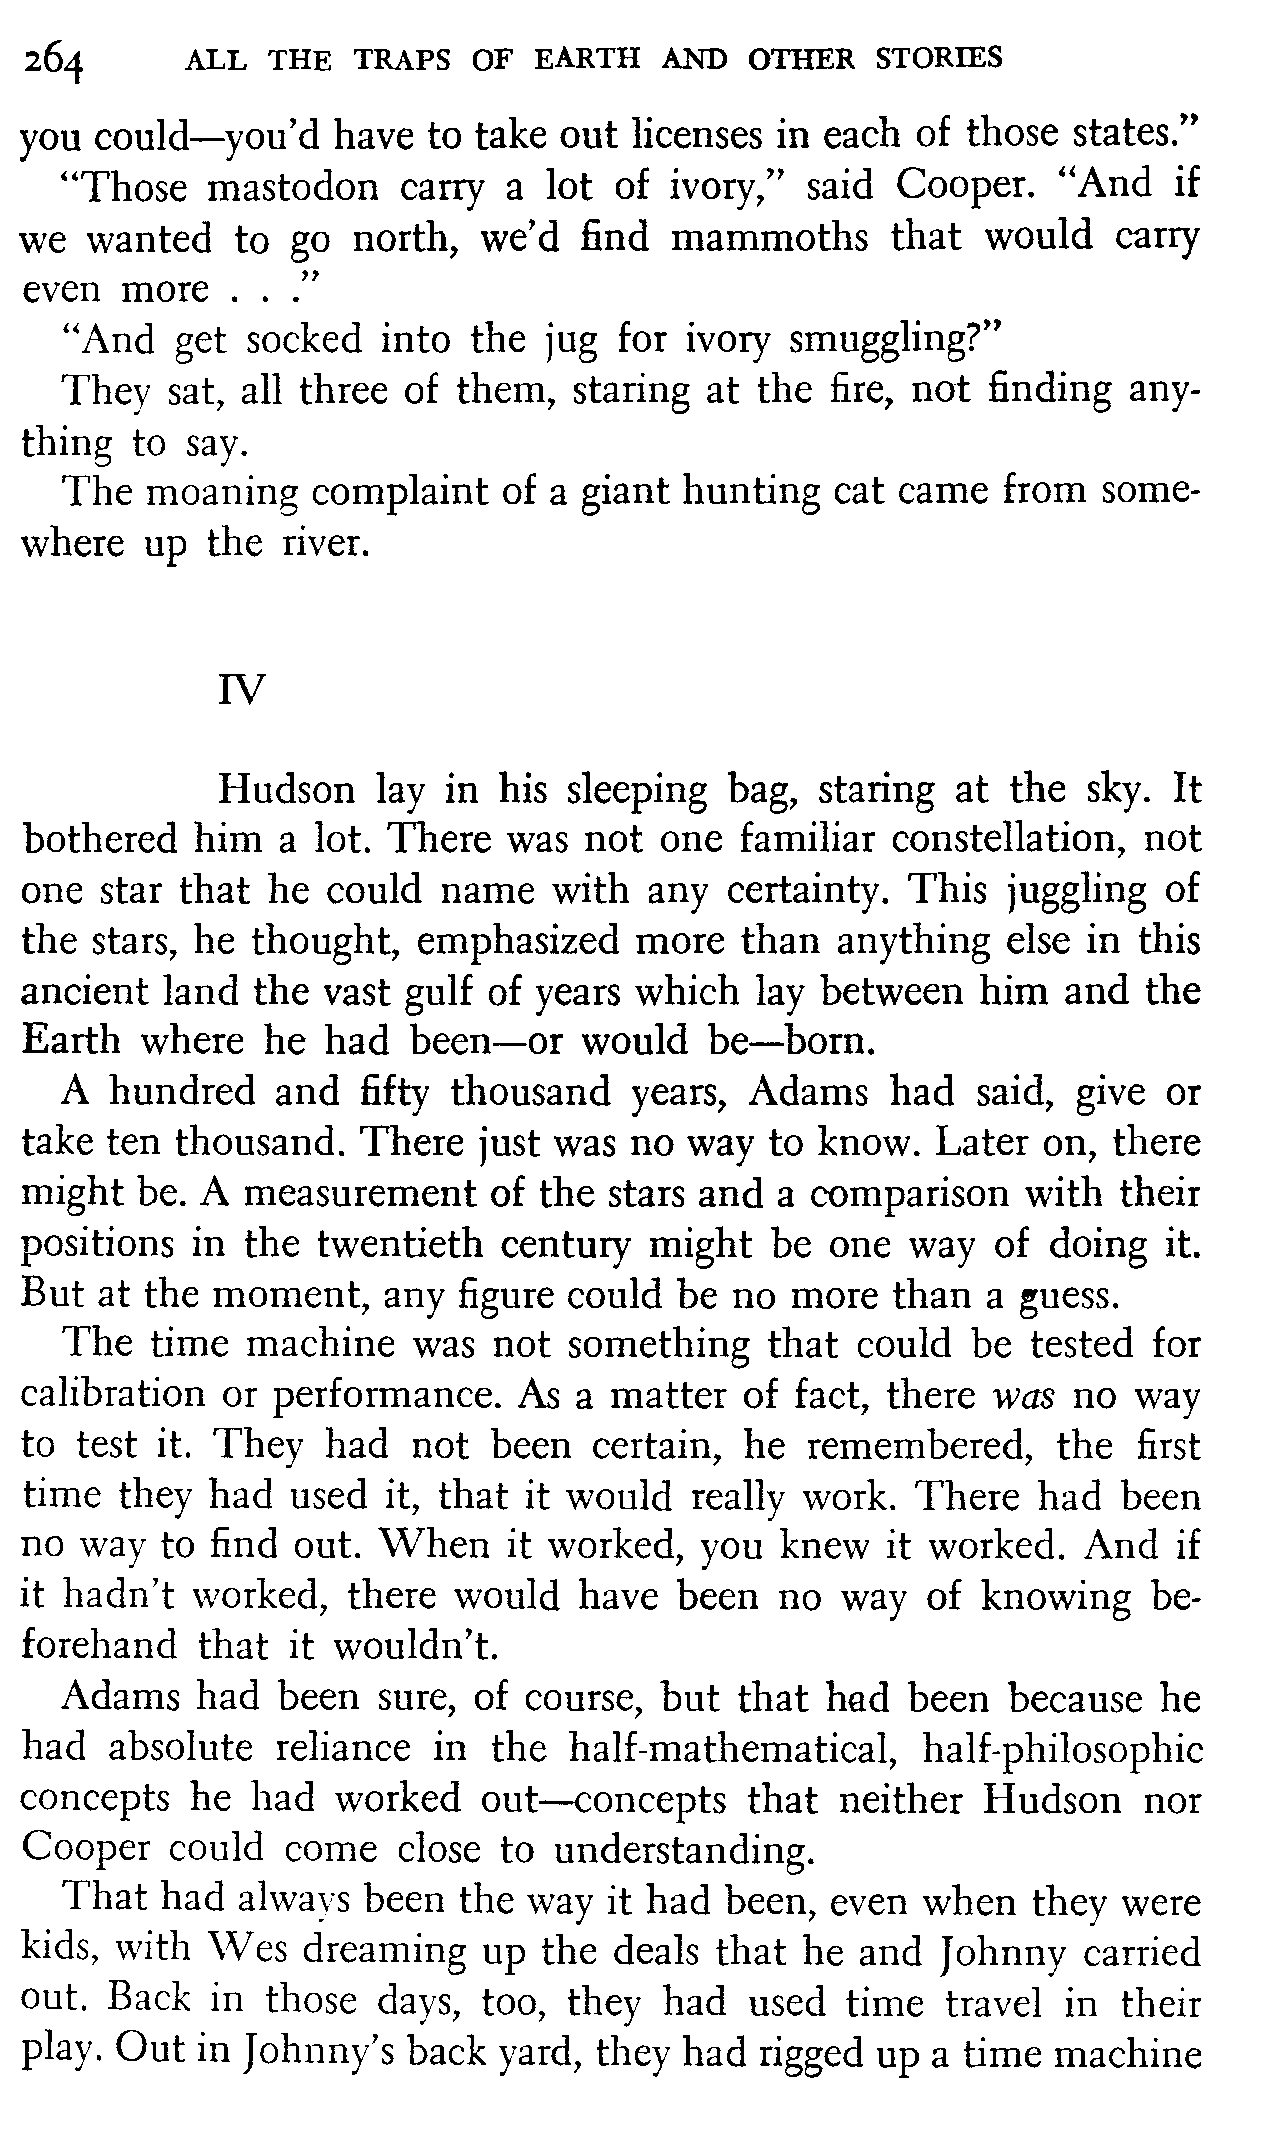 264 ALL THE TRAPS OF EARTH AND OTHER STORIES
you could—you'd have to take out licenses in each of those states."
"Those mastodon carry a lot of ivory," said Cooper. "And if
we wanted to go north, we'd find mammoths that would carry
even more . . ."
"And get socked into the jug for ivory smuggling?"
They sat, all three of them, staring at the fire, not finding any-
thing to say.
The moaning complaint of a giant hunting cat came from some-
where up the river.
IV
Hudson lay in his sleeping bag, staring at the sky. It
bothered him a lot. There was not one familiar constellation, not
one star that he could name with any certainty. This juggling of
the stars, he thought, emphasized more than anything else in this
ancient land the vast gulf of years which lay between him and the
Earth where he had been—or would be—born.
A hundred and fifty thousand years, Adams had said, give or
take ten thousand. There just was no way to know. Later on, there
might be. A measurement of the stars and a comparison with their
positions in the twentieth century might be one way of doing it.
But at the moment, any figure could be no more than a guess.
The time machine was not something that could be tested for
calibration or performance. As a matter of fact, there was no way
to test it. They had not been certain, he remembered, the first
time they had used it, that it would really work. There had been
no way to find out. When it worked, you knew it worked. And if
it hadn't worked, there would have been no way of knowing be-
forehand that it wouldn't.
Adams had been sure, of course, but that had been because he
had absolute reliance in the half-mathematical, half-philosophic
concepts he had worked out—concepts that neither Hudson nor
Cooper could come close to understanding.
That had always been the way it had been, even when they were
kids, with Wes dreaming up the deals that he and Johnny carried
out. Back in those days, too, they had used time travel in their
play. Out in Johnny's back yard, they had rigged up a time machine